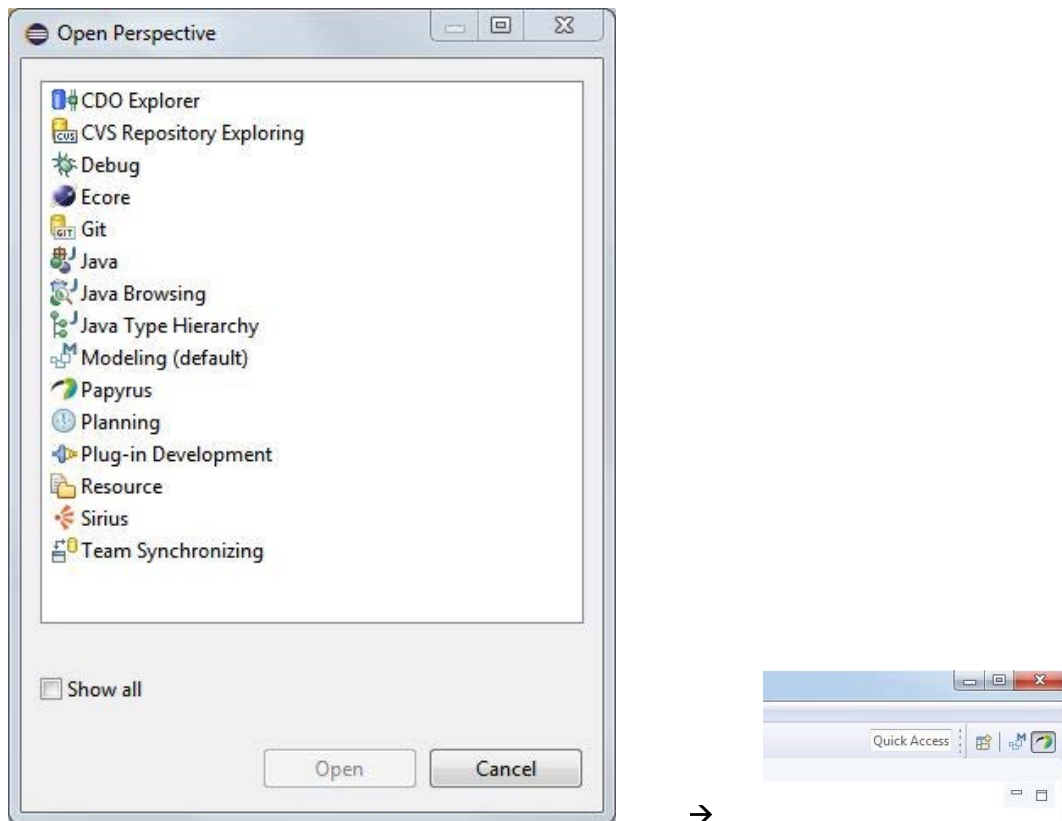 Open Perspective
CDO Explorer
CVS Repository Exploring
Debug
Ecore
Git
Java
Java Browsing
Java Type Hierarchy
Modeling (default)
Papyrus
Planning
Plug-in Development
Resource
Sirius
Team Synchronizing
Show all
Open Cancel
Quick Access